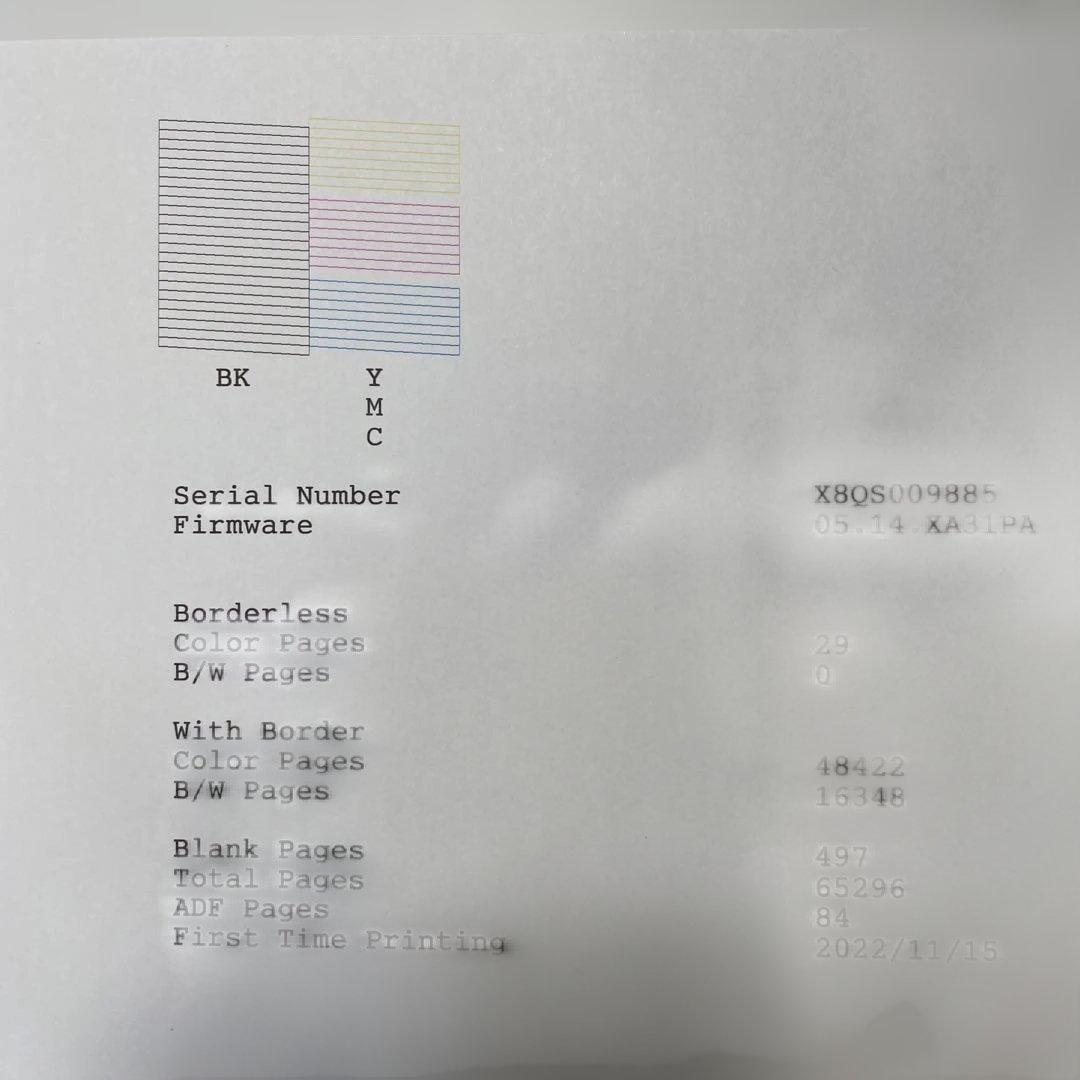 BK Y
M
C
Serial Number X8QS009885
Firmware 05.14.XA31PA
Borderless
Color Pages 29
B/W Pages 0
With Border
Color Pages 48422
B/W Pages 16348
Blank Pages 497
Total Pages 65296
ADF Pages 84
First Time Printing 2022/11/15